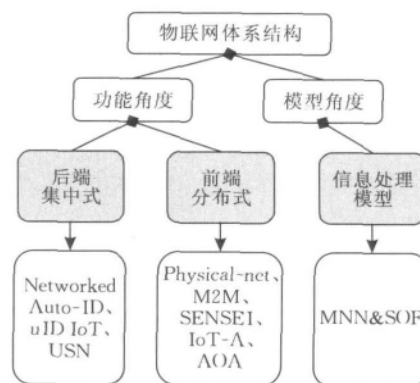 物联网体系结构
功能角度
模型角度
后端
集中式
前端
分布式
信息处理
模型
Networked
Auto-ID、
uID IoT、
USN
Physical-net、
M2M、
SENSEI、
IoT-A、
AOA
MNN&SOF